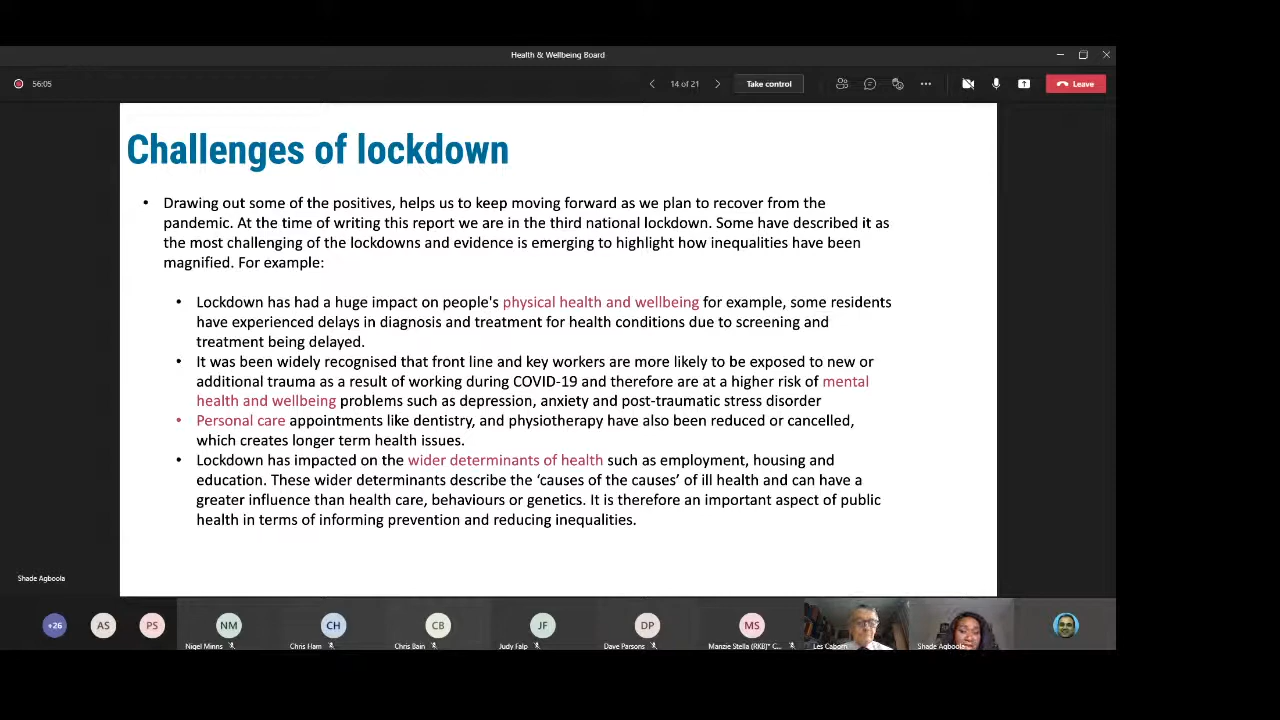 Health & Wellbeing Board
56:05
14 of 21
Take control
Leave
Challenges of lockdown
• Drawing out some of the positives, helps us to keep moving forward as we plan to recover from the
pandemic. At the time of writing this report we are in the third national lockdown. Some have described it as
the most challenging of the lockdowns and evidence is emerging to highlight how inequalities have been
magnified. For example:
• Lockdown has had a huge impact on people's physical health and wellbeing for example, some residents
have experienced delays in diagnosis and treatment for health conditions due to screening and
treatment being delayed.
• It was been widely recognised that front line and key workers are more likely to be exposed to new or
additional trauma as a result of working during COVID-19 and therefore are at a higher risk of mental
health and wellbeing problems such as depression, anxiety and post-traumatic stress disorder
• Personal care appointments like dentistry, and physiotherapy have also been reduced or cancelled,
which creates longer term health issues.
• Lockdown has impacted on the wider determinants of health such as employment, housing and
education. These wider determinants describe the ‘causes of the causes’ of ill health and can have a
greater influence than health care, behaviours or genetics. It is therefore an important aspect of public
health in terms of informing prevention and reducing inequalities.
Shade Agboola
+26 AS PS NM CH CB JF DP MS
Nigel Minns Chris Ham Chris Bain Judy Falp Dave Parsons Manzie Stella (RKB)* C... Les Caborn Shade Agboola